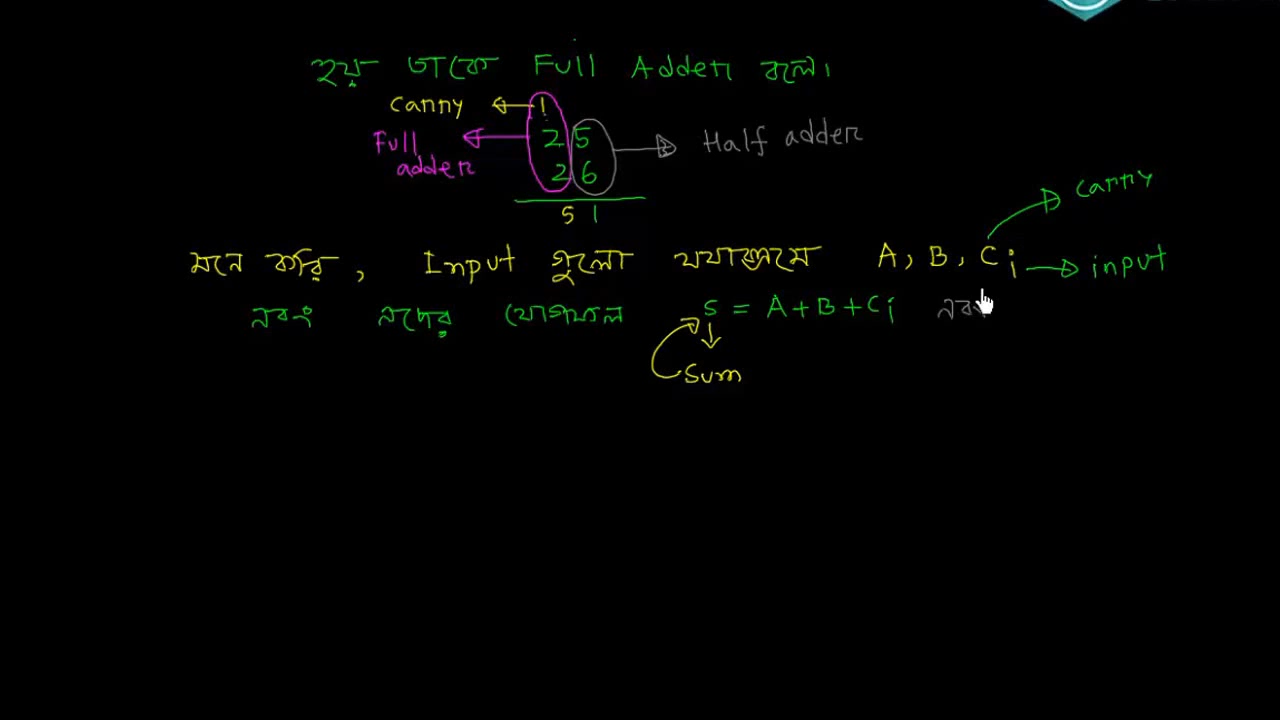 হয় তাকে Full Adder বলে।
Carry 1
Full adder 2 5 Half adder
2 6
5 1
Carry
মনে করি, Input গুলো যথাক্রমে A, B, Ci input
এবং এদের যোগফল S = A + B + Ci এবং
Sum